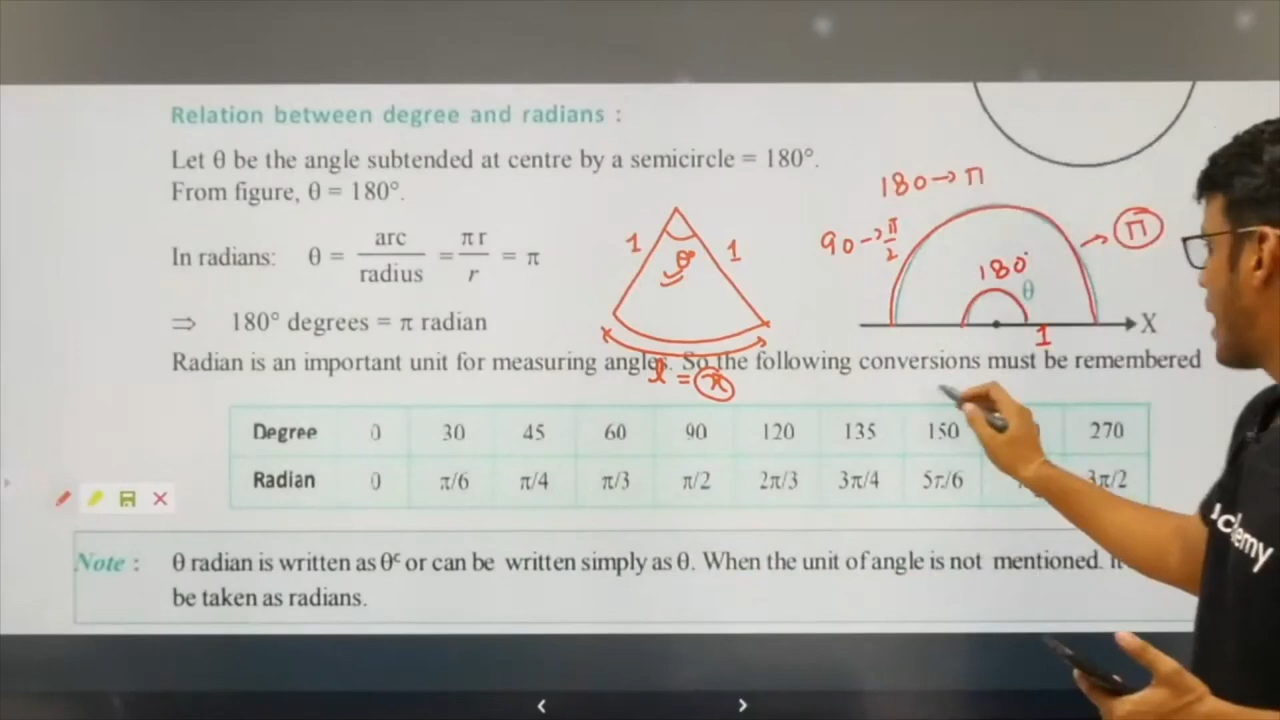 Relation between degree and radians :
Let θ be the angle subtended at centre by a semicircle = 180°.
From figure, θ = 180°.
In radians: θ = arc/radius = πr/r = π
⇒ 180° degrees = π radian
180→π
90→π/2
π
180°
θ
1
X
1
θ°
1
l = π
Radian is an important unit for measuring angles. So the following conversions must be remembered
Degree 0 30 45 60 90 120 135 150 270
Radian 0 π/6 π/4 π/3 π/2 2π/3 3π/4 5π/6 3π/2
Note : θ radian is written as θᶜ or can be written simply as θ. When the unit of angle is not mentioned.
be taken as radians.